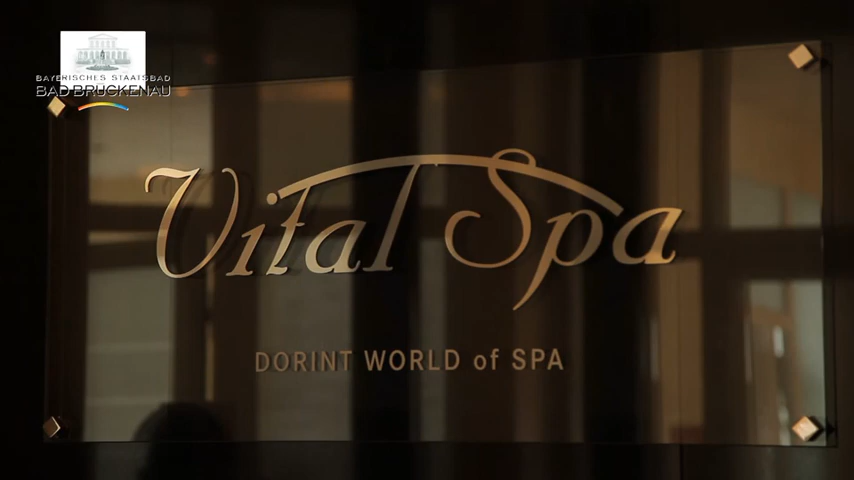 BAYERISCHES STAATSBAD
BAD BRÜCKENAU
Vital Spa
DORINT WORLD of SPA